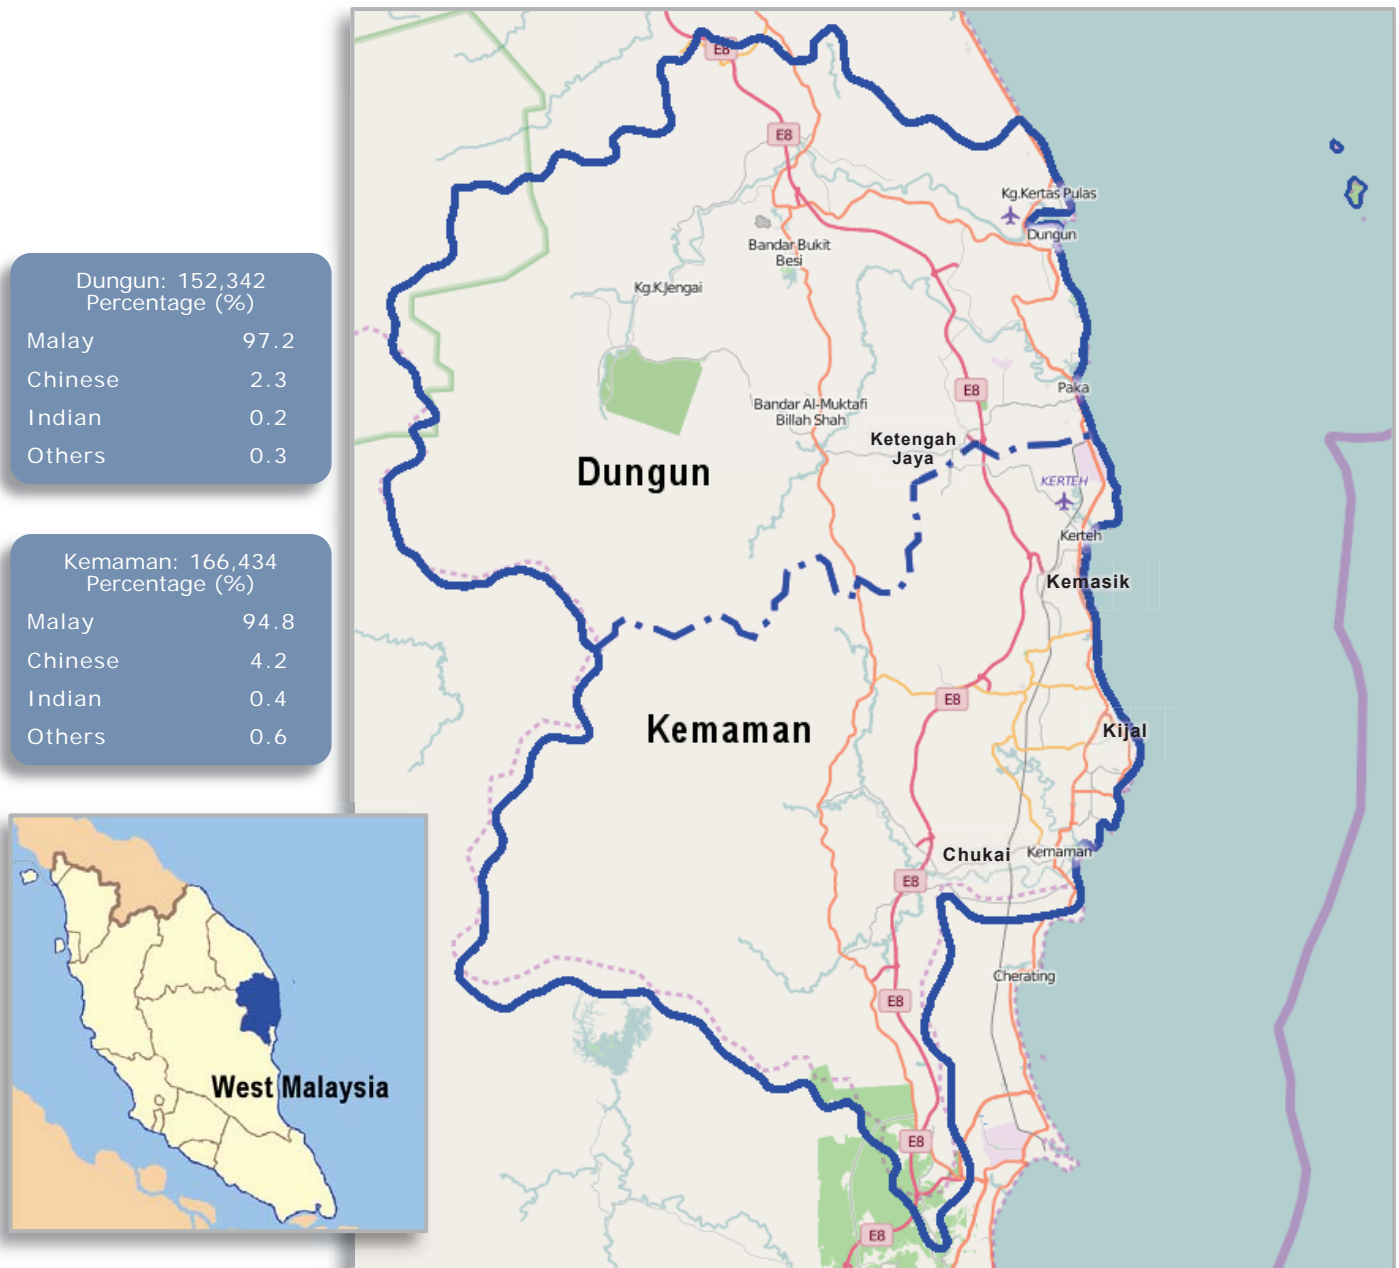 Dungun: 152,342
Percentage (%)
Malay 97.2
Chinese 2.3
Indian 0.2
Others 0.3
Kemaman: 166,434
Percentage (%)
Malay 94.8
Chinese 4.2
Indian 0.4
Others 0.6
West Malaysia
E8
E8
Kg.Kertas Pulas
Dungun
Bandar Bukit
Besi
Kg.K.Jengai
E8
Paka
Bandar Al-Muktafi
Billah Shah
Ketengah
Jaya
Dungun
KERTEH
Kerteh
Kemasik
E8
Kemaman
Kijal
Chukai
Kemaman
E8
Cherating
E8
E8
E8